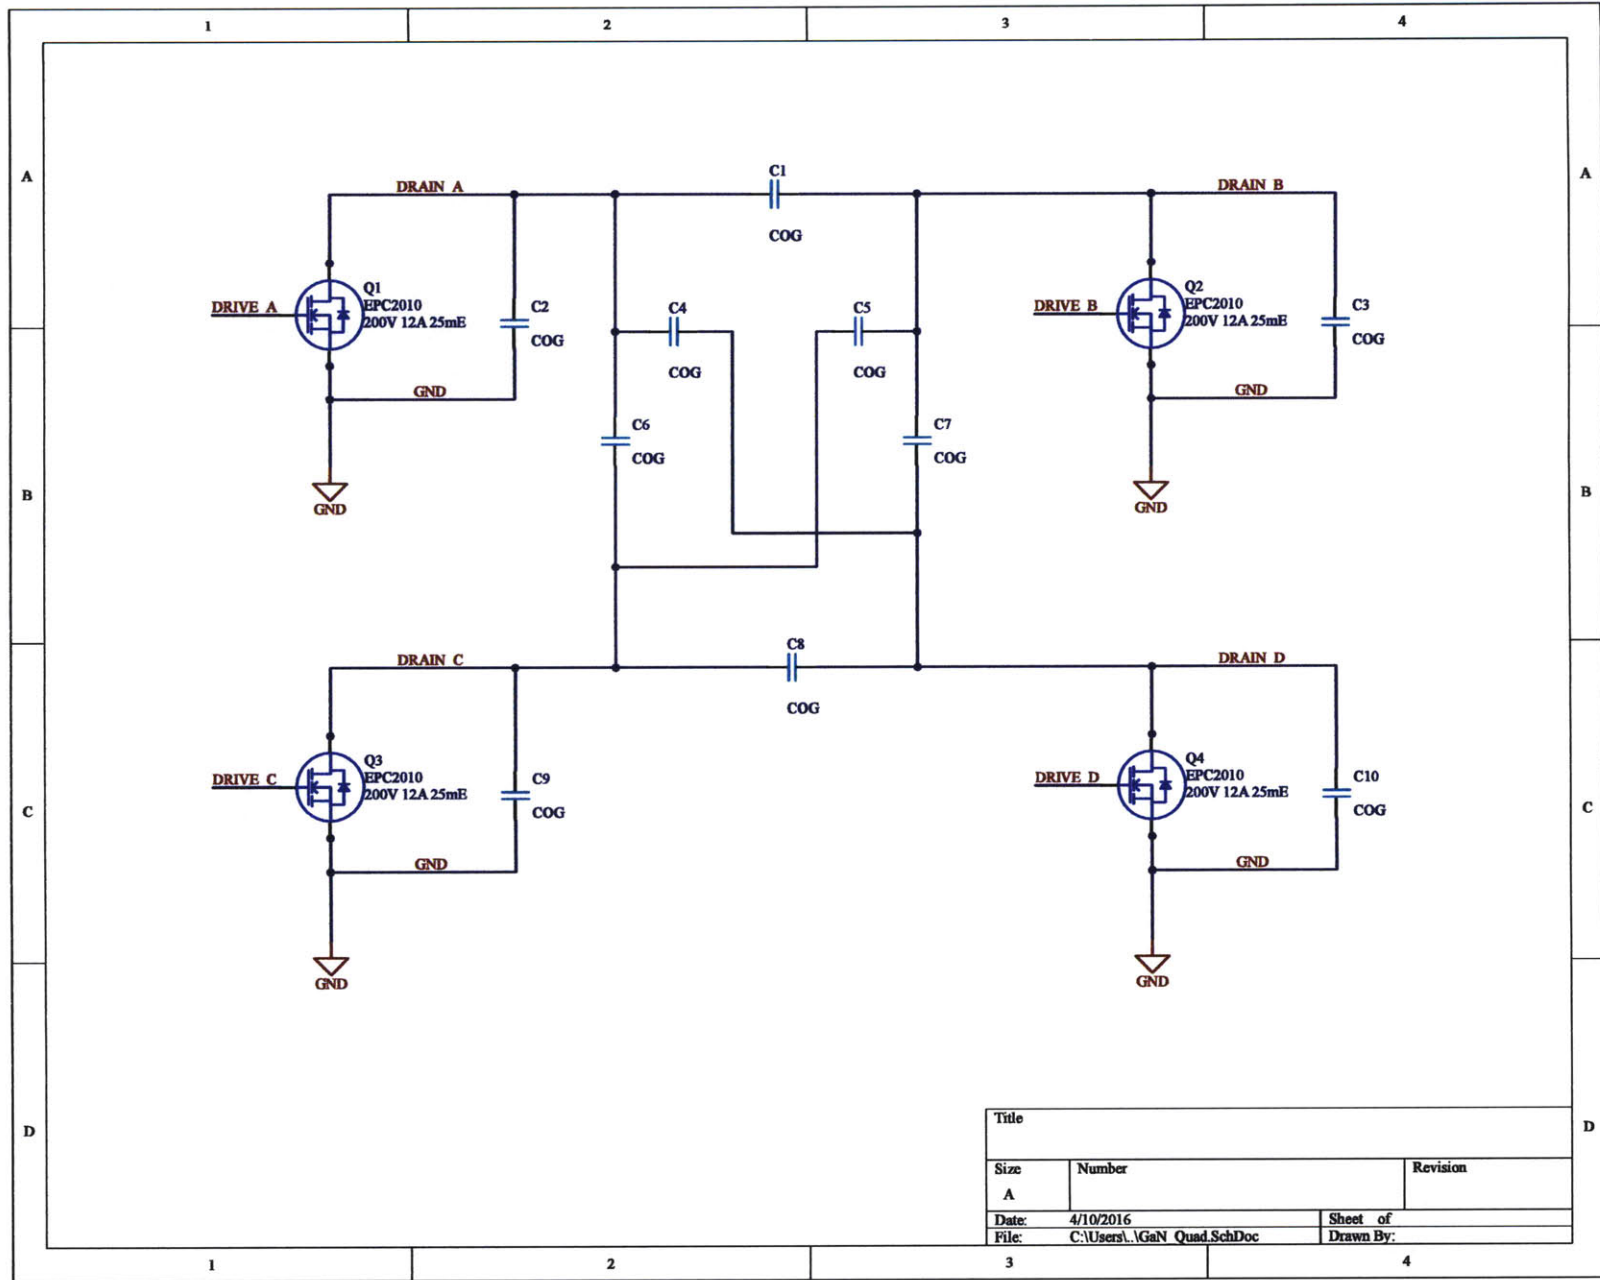 1 2 3 4
A A
C1
DRAIN A DRAIN B
COG
Q1 Q2
EPC2010 EPC2010
DRIVE A C2 C4 C5 DRIVE B C3
200V 12A 25mE 200V 12A 25mE
COG COG
COG COG
GND GND
C6 C7
COG COG
B B
GND GND
C8
DRAIN C DRAIN D
COG
Q3 Q4
EPC2010 EPC2010
DRIVE C C9 DRIVE D C10
200V 12A 25mE 200V 12A 25mE
C COG COG C
GND GND
GND GND
Title
D D
Size Number Revision
A
Date: 4/10/2016 Sheet of
File: C:\Users\..\GaN Quad.SchDoc Drawn By:
1 2 3 4